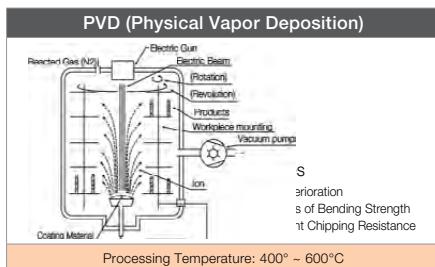 PVD (Physical Vapor Deposition)
Electric Gun
Reacted Gas (N2)
Electric Beam
(Rotation)
(Revolution)
Products
Workpiece mounting
Vacuum pump
s
Ion
erioration
s of Bending Strength
t Chipping Resistance
Coating Material
Processing Temperature: 400° ~ 600°C